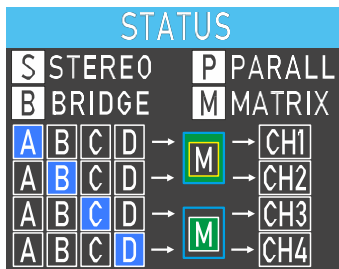 STATUS
S STEREO P PARALL
B BRIDGE M MATRIX
A B C D → CH1
M
A B C D → CH2
A B C D → CH3
M
A B C D → CH4